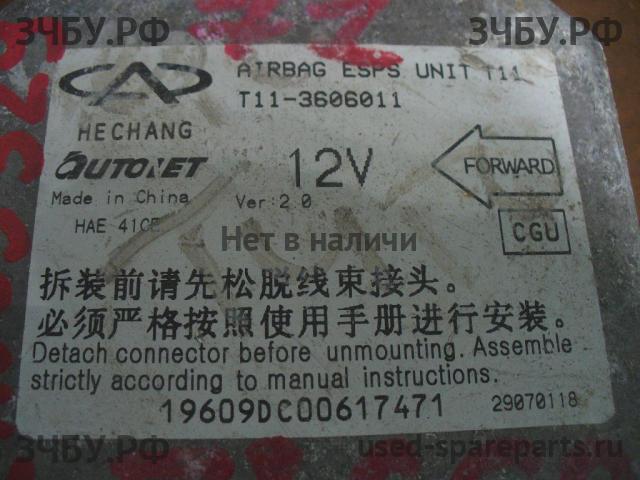 ЗЧБУ.РФ
ЗЧБУ.РФ
AIRBAG ESPS UNIT T11
T11-3606011
HECHANG
AUTONET
12V
FORWARD
Made in China
Ver:2.0
HAE 41CE
CGU
Нет в наличи
拆装前请先松脱线束接头。
必须严格按照使用手册进行安装。
Detach connector before unmounting. Assemble
strictly according to manual instructions.
19609DC00617471
29070118
ЗЧБУ.РФ
used-spareparts.ru